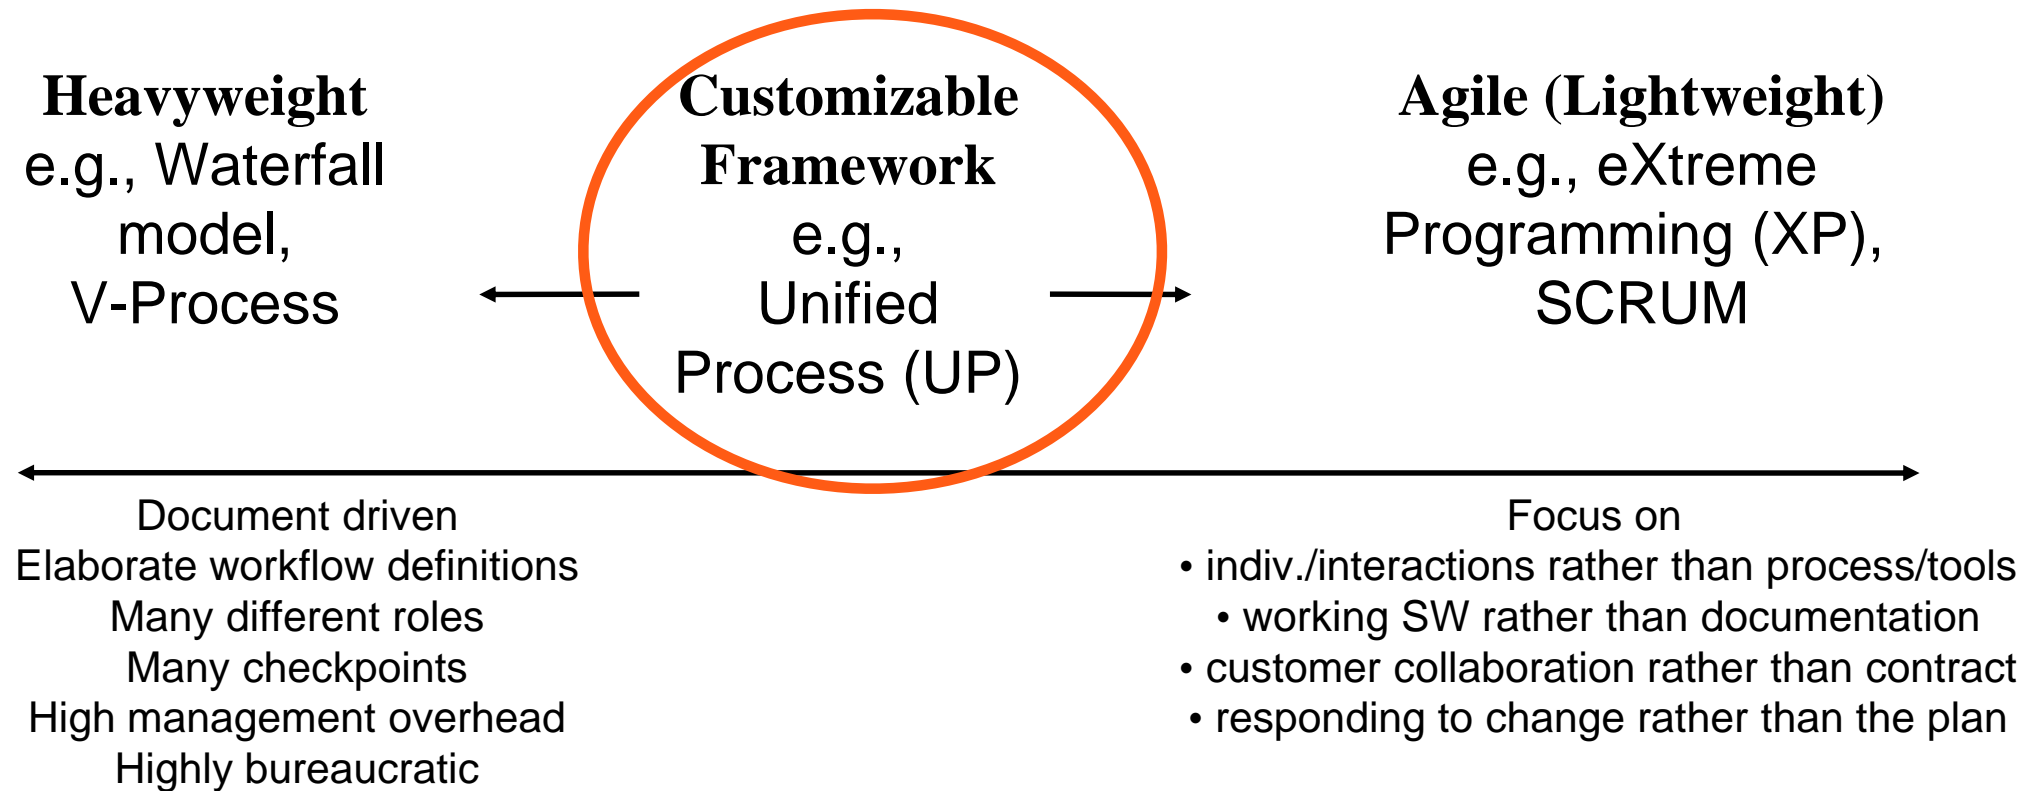 Heavyweight
e.g., Waterfall
model,
V-Process
Customizable
Framework
e.g.,
Unified
Process (UP)
Agile (Lightweight)
e.g., eXtreme
Programming (XP),
SCRUM
Document driven
Elaborate workflow definitions
Many different roles
Many checkpoints
High management overhead
Highly bureaucratic
Focus on
• indiv./interactions rather than process/tools
• working SW rather than documentation
• customer collaboration rather than contract
• responding to change rather than the plan